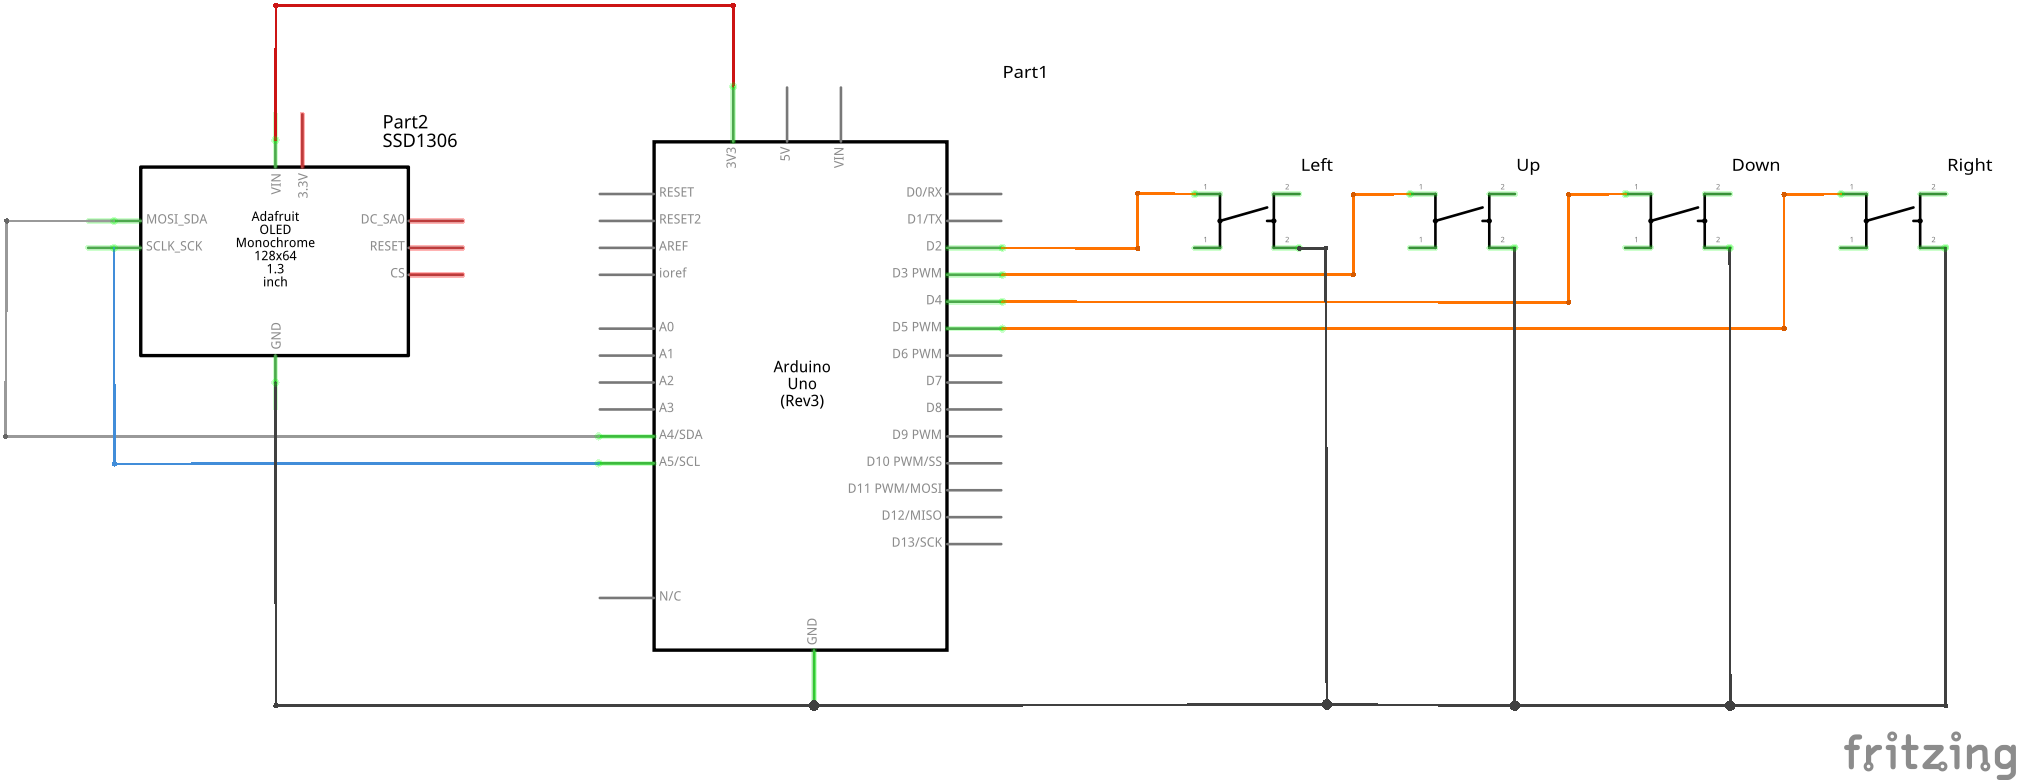 Part1
Part2
SSD1306
VIN
3.3V
MOSI_SDA
SCLK_SCK
Adafruit
OLED
Monochrome
128x64
1.3
inch
DC_SA0
RESET
CS
GND
3V3
5V
VIN
RESET
RESET2
AREF
ioref
A0
A1
A2
A3
A4/SDA
A5/SCL
N/C
Arduino
Uno
(Rev3)
D0/RX
D1/TX
D2
D3 PWM
D4
D5 PWM
D6 PWM
D7
D8
D9 PWM
D10 PWM/SS
D11 PWM/MOSI
D12/MISO
D13/SCK
GND
Left
1 2
1 2
Up
1 2
1 2
Down
1 2
1 2
Right
1 2
1 2
fritzing